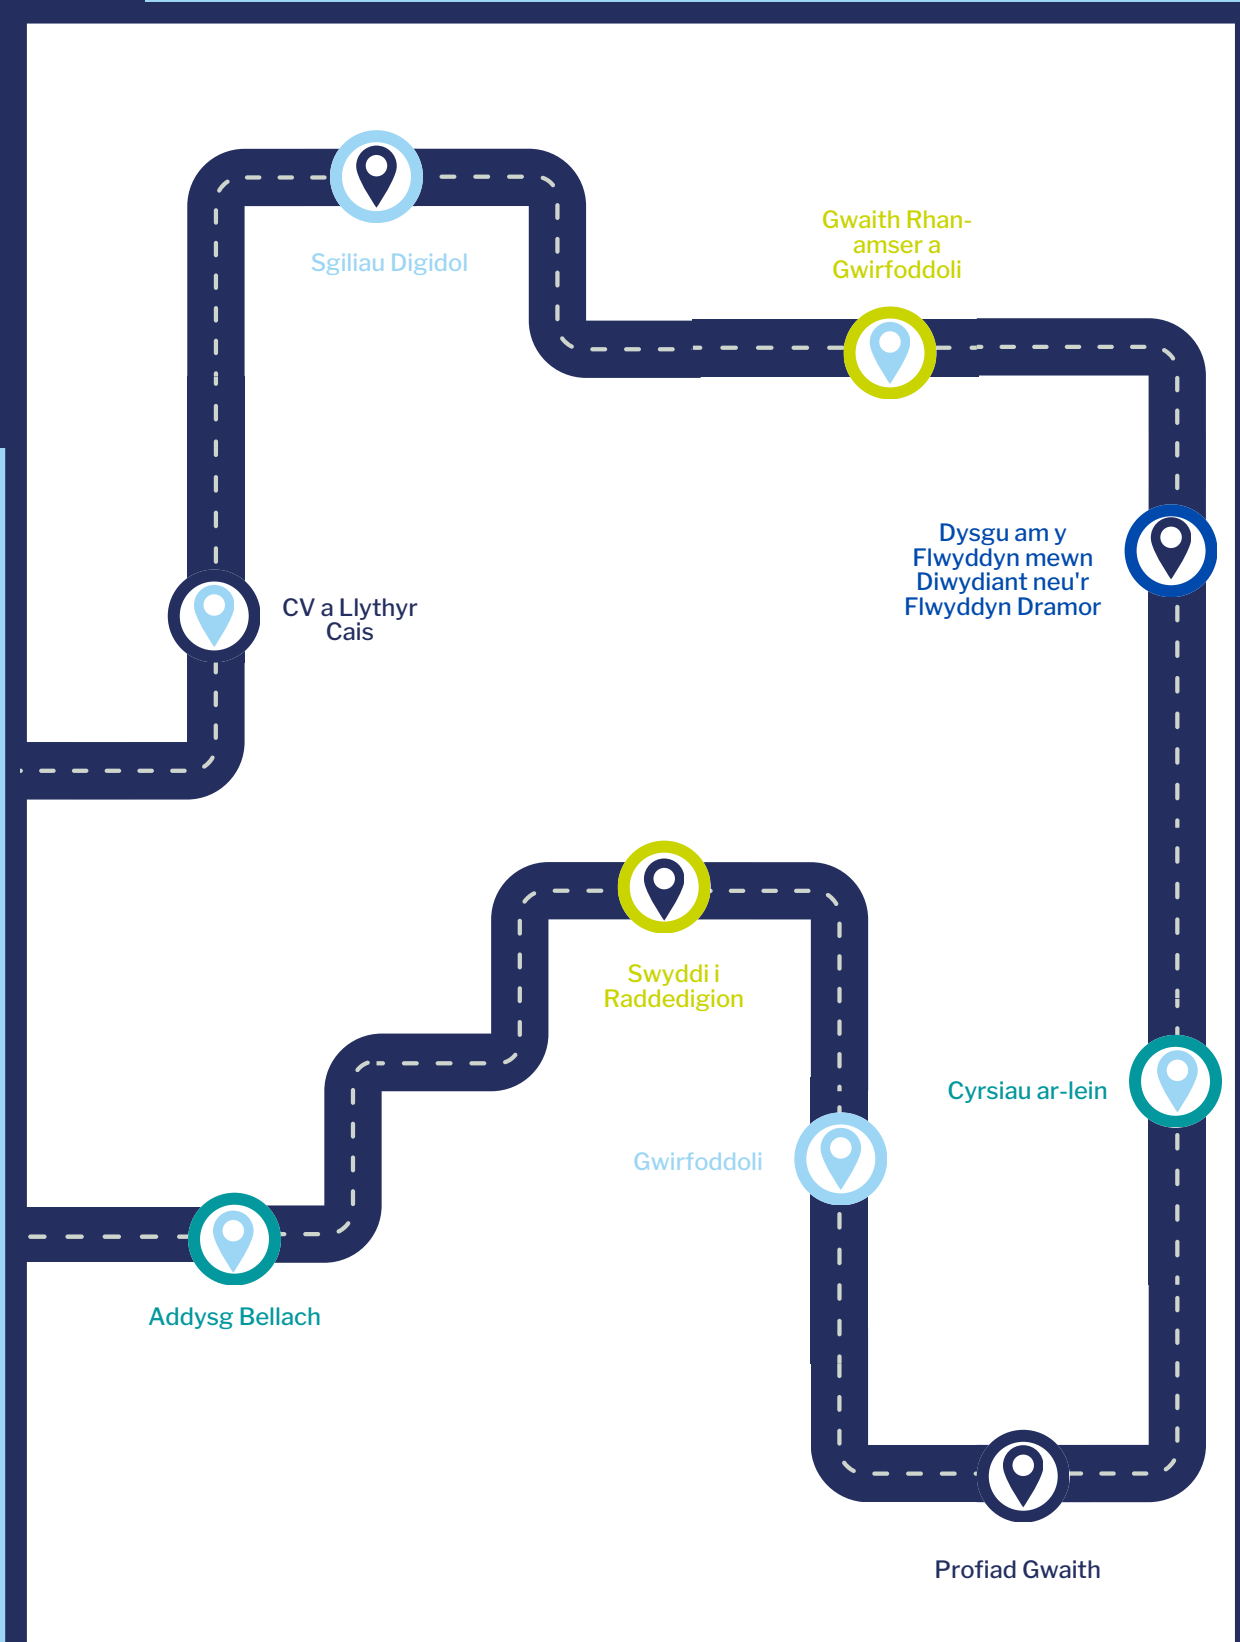 Sgiliau Digidol
Gwaith Rhan-
amser a
Gwirfoddoli
Dysgu am y
Flwyddyn mewn
Diwydiant neu'r
Flwyddyn Dramor
CV a Llythyr
Cais
Swyddi i
Raddedigion
Cyrsiau ar-lein
Gwirfoddoli
Addysg Bellach
Profiad Gwaith